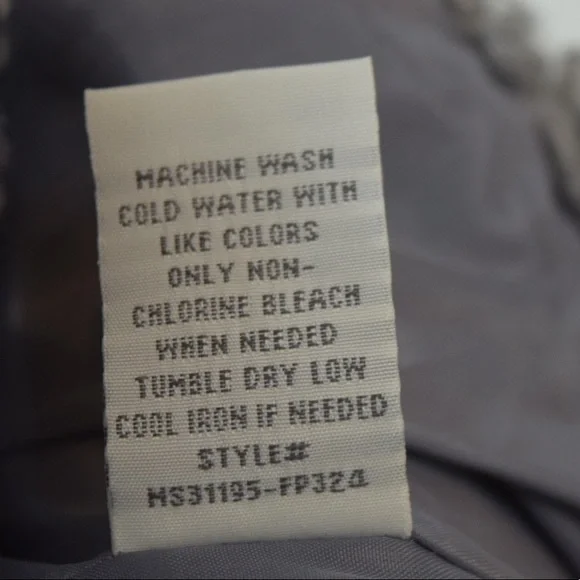 MACHINE WASH
COLD WATER WITH
LIKE COLORS
ONLY NON-
CHLORINE BLEACH
WHEN NEEDED
TUMBLE DRY LOW
COOL IRON IF NEEDED
STYLE#
MS31195-FP324